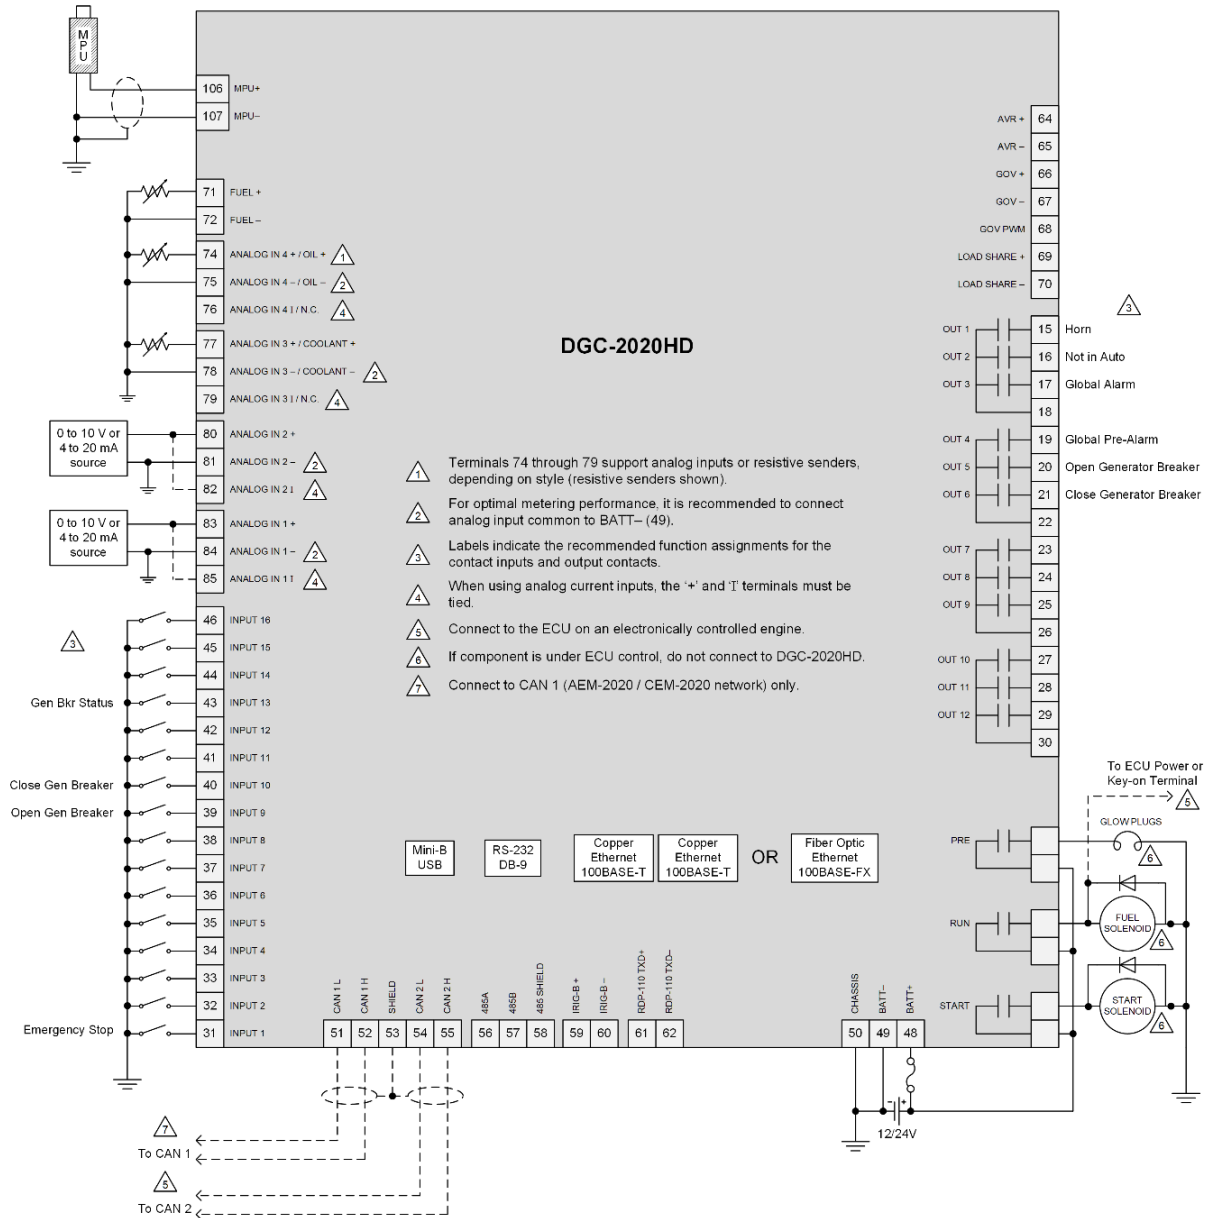 MPU
106 MPU+
107 MPU–
71 FUEL +
72 FUEL –
74 ANALOG IN 4 + / OIL + 1
75 ANALOG IN 4 – / OIL – 2
76 ANALOG IN 4 I / N.C. 4
77 ANALOG IN 3 + / COOLANT +
78 ANALOG IN 3 – / COOLANT – 2
79 ANALOG IN 3 I / N.C. 4
0 to 10 V or
4 to 20 mA
source
80 ANALOG IN 2 +
81 ANALOG IN 2 – 2
82 ANALOG IN 2 I 4
0 to 10 V or
4 to 20 mA
source
83 ANALOG IN 1 +
84 ANALOG IN 1 – 2
85 ANALOG IN 1 I 4
3
46 INPUT 16
45 INPUT 15
44 INPUT 14
Gen Bkr Status 43 INPUT 13
42 INPUT 12
41 INPUT 11
Close Gen Breaker 40 INPUT 10
Open Gen Breaker 39 INPUT 9
38 INPUT 8
37 INPUT 7
36 INPUT 6
35 INPUT 5
34 INPUT 4
33 INPUT 3
32 INPUT 2
Emergency Stop 31 INPUT 1
DGC-2020HD
1 Terminals 74 through 79 support analog inputs or resistive senders,
depending on style (resistive senders shown).
2 For optimal metering performance, it is recommended to connect
analog input common to BATT– (49).
3 Labels indicate the recommended function assignments for the
contact inputs and output contacts.
4 When using analog current inputs, the ‘+’ and ‘I’ terminals must be
tied.
5 Connect to the ECU on an electronically controlled engine.
6 If component is under ECU control, do not connect to DGC-2020HD.
7 Connect to CAN 1 (AEM-2020 / CEM-2020 network) only.
AVR + 64
AVR – 65
GOV + 66
GOV – 67
GOV PWM 68
LOAD SHARE + 69
LOAD SHARE – 70
3
OUT 1 15 Horn
OUT 2 16 Not in Auto
OUT 3 17 Global Alarm
18
OUT 4 19 Global Pre-Alarm
OUT 5 20 Open Generator Breaker
OUT 6 21 Close Generator Breaker
22
OUT 7 23
OUT 8 24
OUT 9 25
26
OUT 10 27
OUT 11 28
OUT 12 29
30
To ECU Power or
Key-on Terminal
5
GLOW PLUGS
PRE
6
RUN
FUEL
SOLENOID
6
START
START
SOLENOID
6
Mini-B
USB
RS-232
DB-9
Copper
Ethernet
100BASE-T
Copper
Ethernet
100BASE-T
OR
Fiber Optic
Ethernet
100BASE-FX
CAN 1 L
CAN 1 H
SHIELD
CAN 2 L
CAN 2 H
485A
485B
485 SHIELD
IRIG-B +
IRIG-B –
RDP-110 TXD+
RDP-110 TXD–
CHASSIS
BATT–
BATT+
51 52 53 54 55 56 57 58 59 60 61 62 50 49 48
- +
12/24V
7
To CAN 1
5
To CAN 2